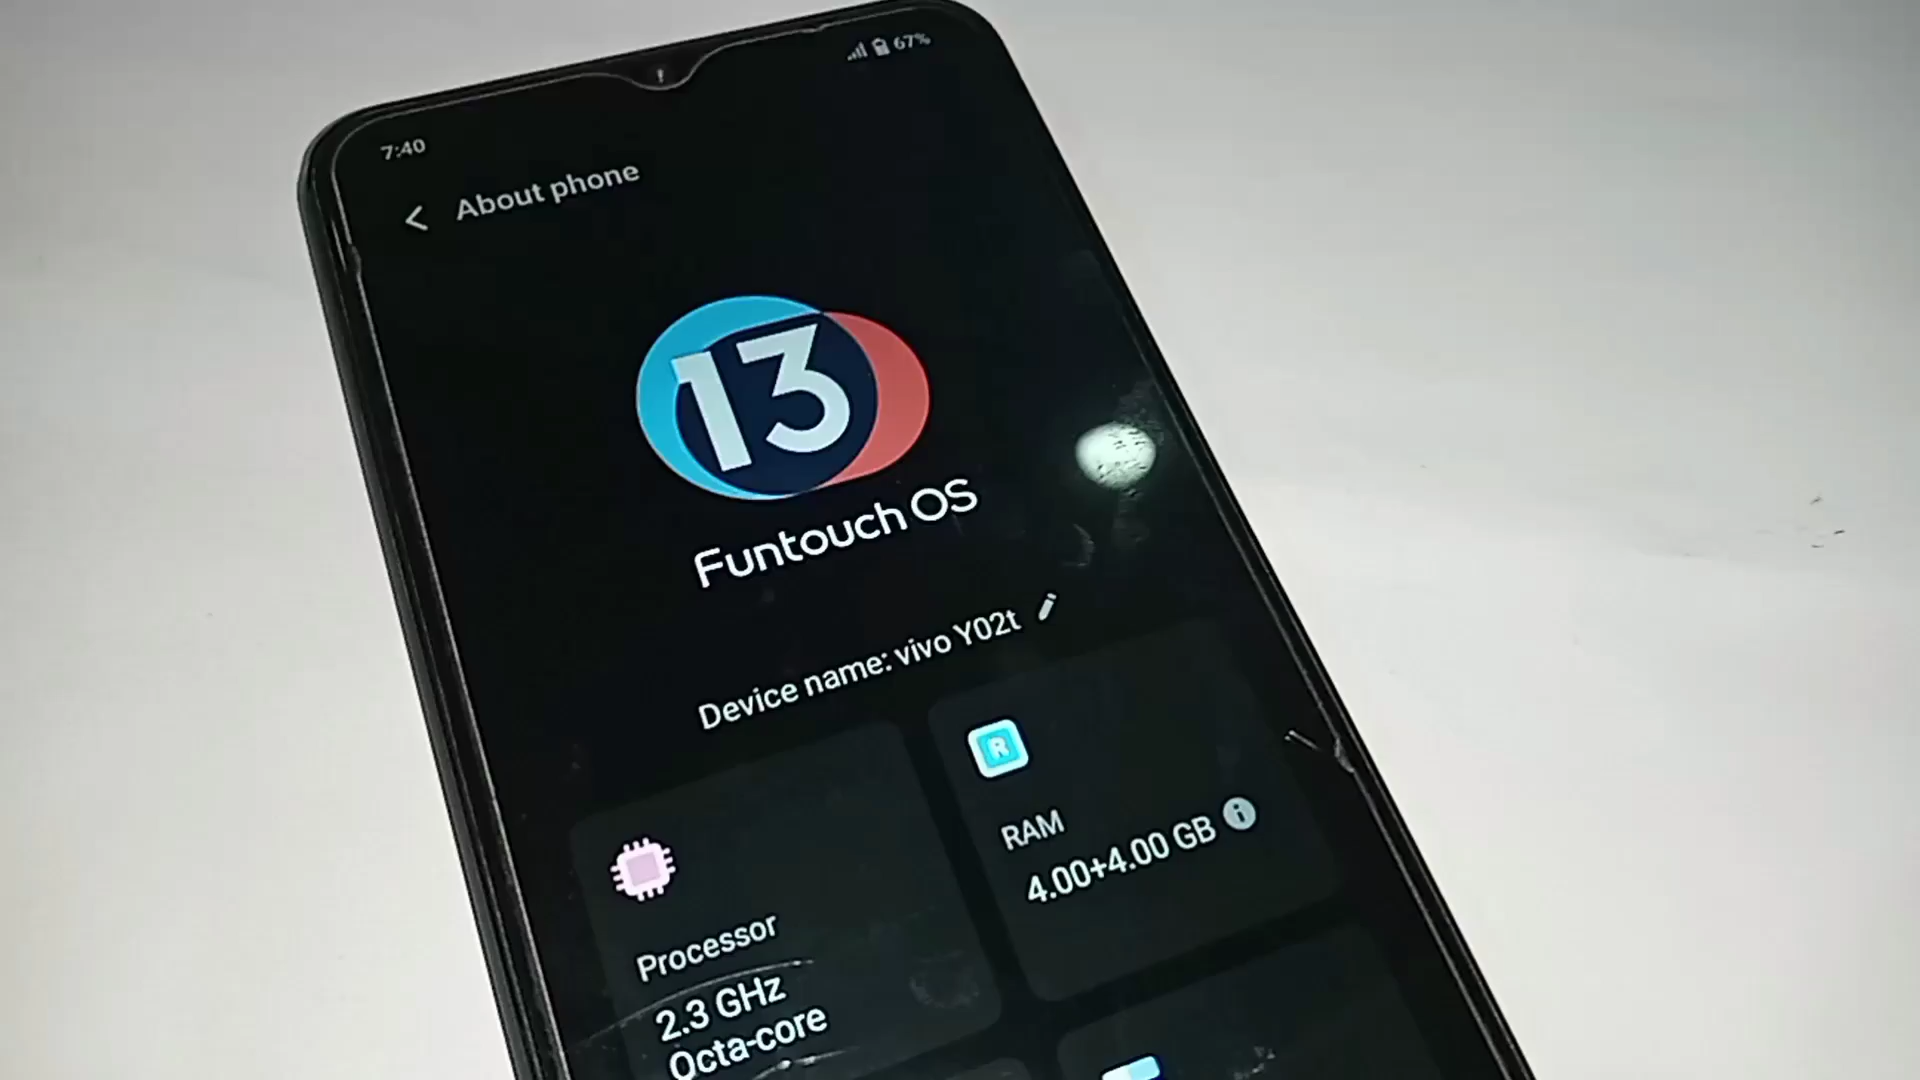 67%
7:40
About phone
13
Funtouch OS
Device name: vivo Y02t
R
RAM
4.00+4.00 GB
Processor
2.3 GHz
Octa-core